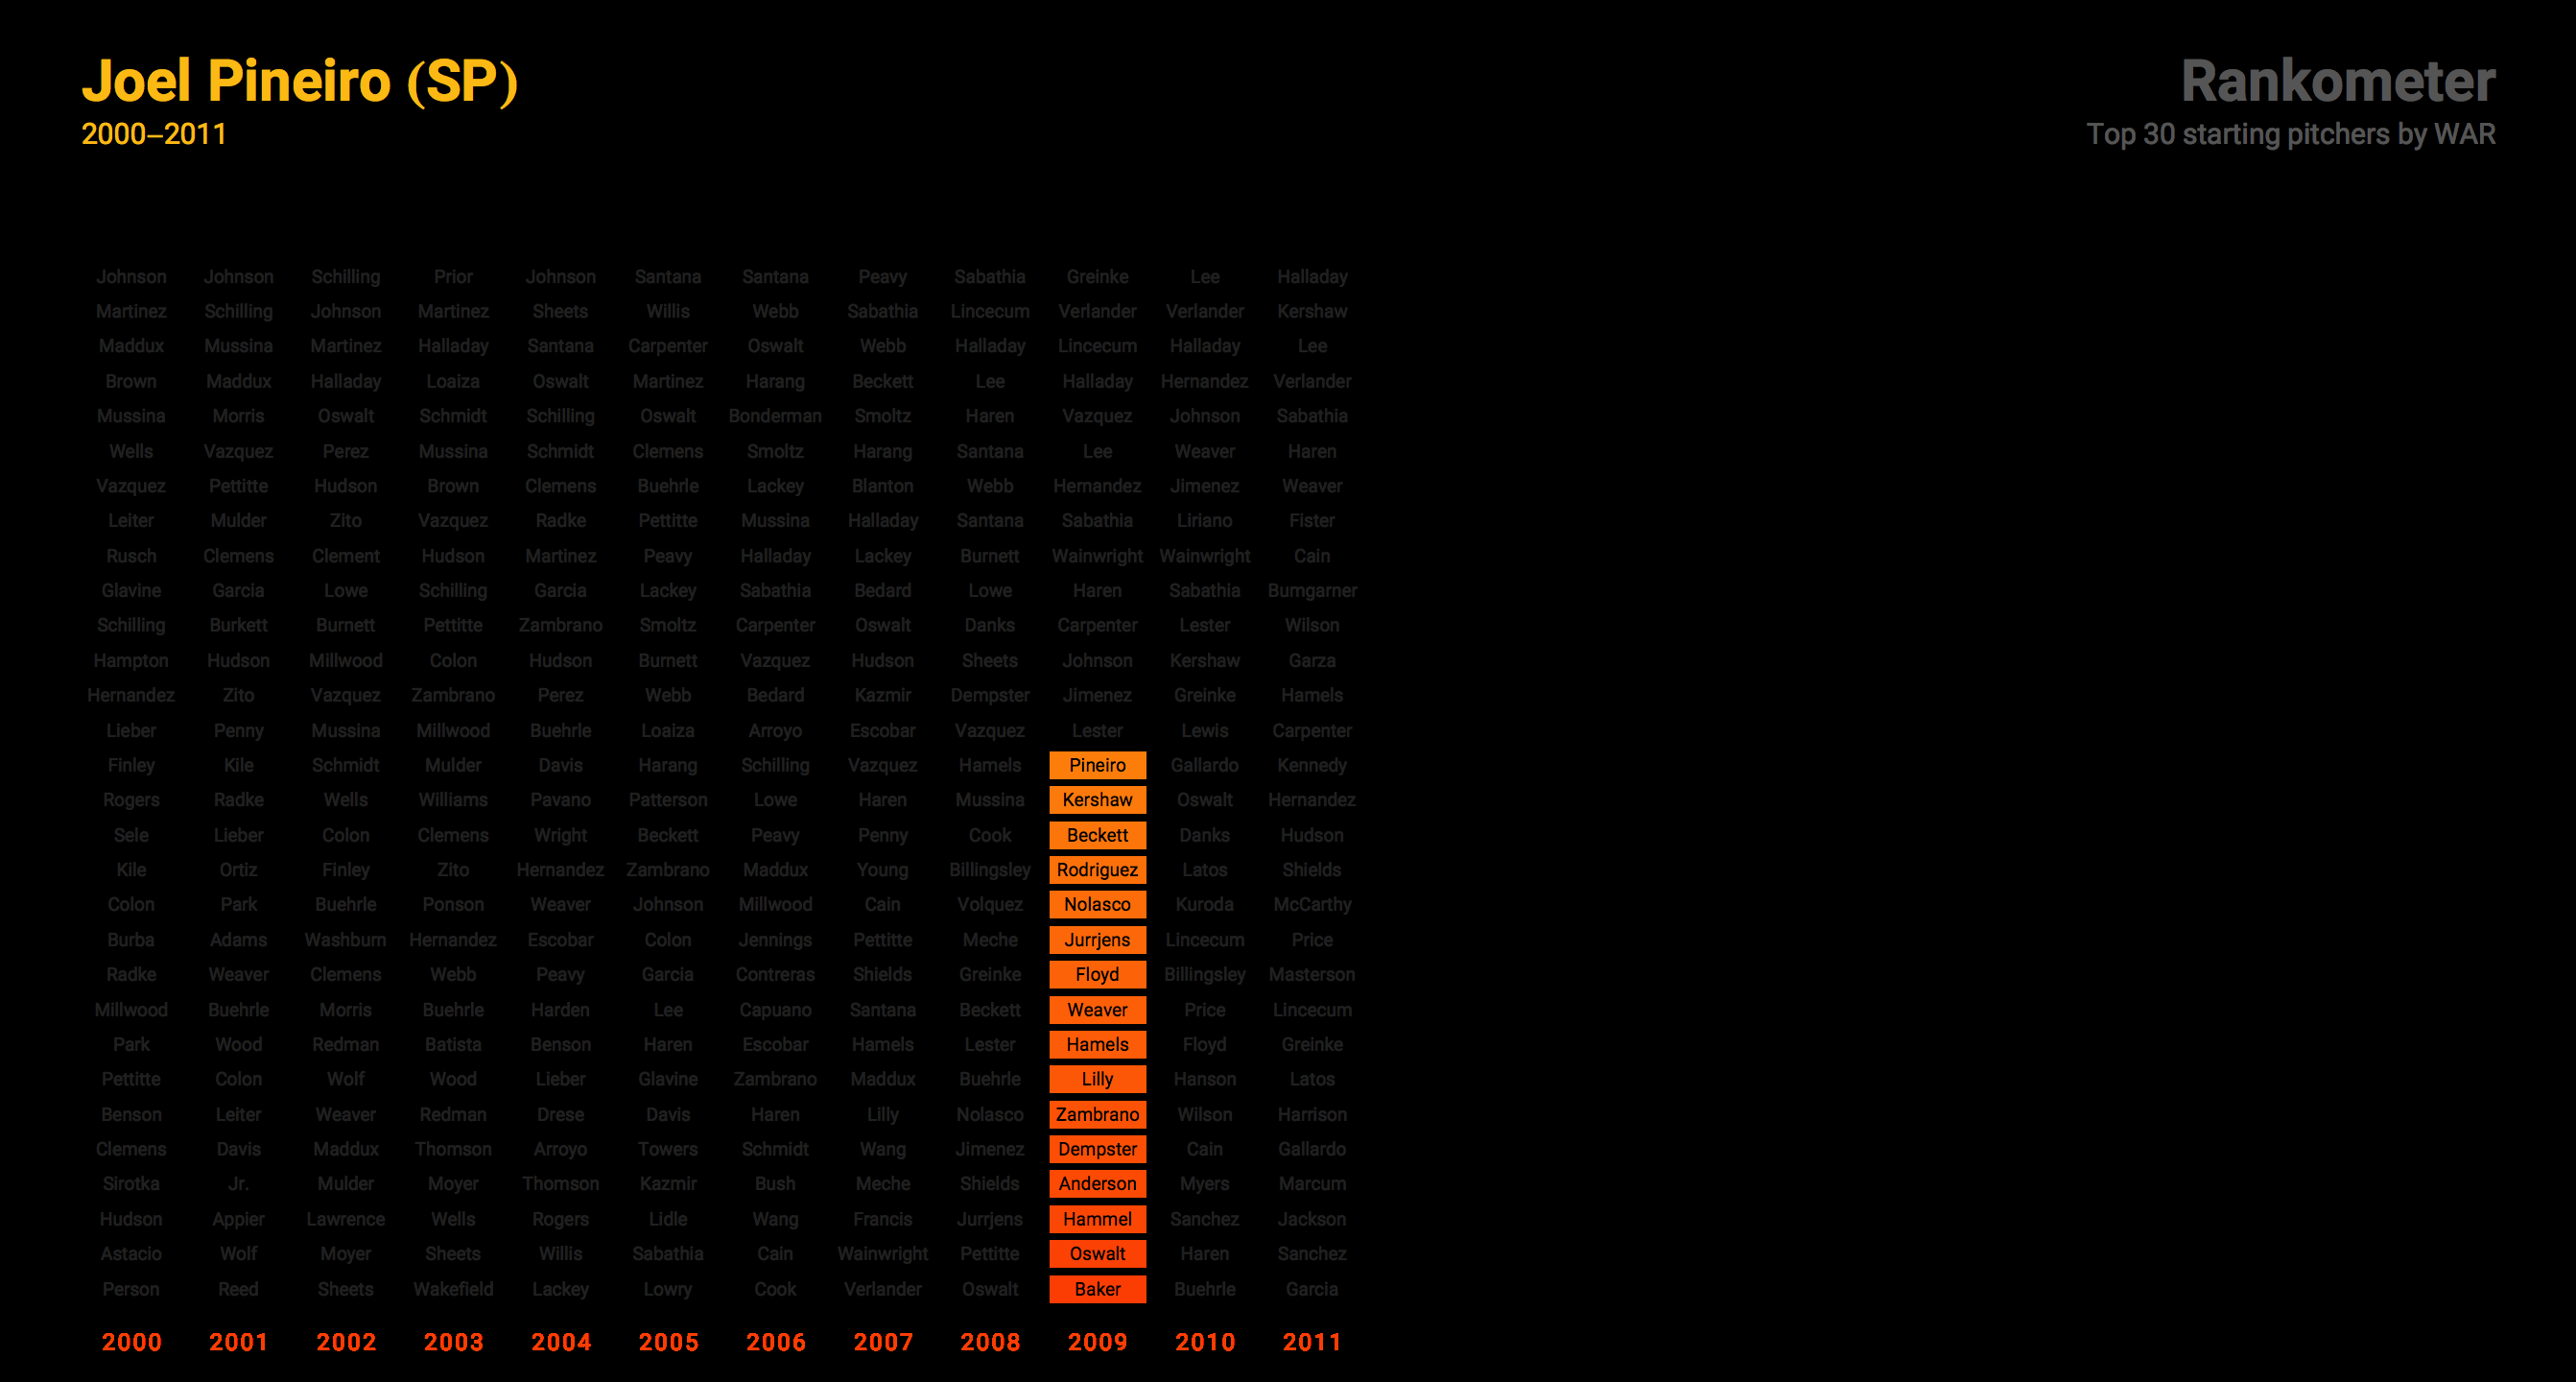 Joel Pineiro (SP)
2000–2011
Rankometer
Top 30 starting pitchers by WAR
Johnson Johnson Schilling Prior Johnson Santana Santana Peavy Sabathia Greinke Lee Halladay
Martinez Schilling Johnson Martinez Sheets Willis Webb Sabathia Lincecum Verlander Verlander Kershaw
Maddux Mussina Martinez Halladay Santana Carpenter Oswalt Webb Halladay Lincecum Halladay Lee
Brown Maddux Halladay Loaiza Oswalt Martinez Harang Beckett Lee Halladay Hernandez Verlander
Mussina Morris Oswalt Schmidt Schilling Oswalt Bonderman Smoltz Haren Vazquez Johnson Sabathia
Wells Vazquez Perez Mussina Schmidt Clemens Smoltz Harang Santana Lee Weaver Haren
Vazquez Pettitte Hudson Brown Clemens Buehrle Lackey Blanton Webb Hernandez Jimenez Weaver
Leiter Mulder Zito Vazquez Radke Pettitte Mussina Halladay Santana Sabathia Liriano Fister
Rusch Clemens Clement Hudson Martinez Peavy Halladay Lackey Burnett Wainwright Wainwright Cain
Glavine Garcia Lowe Schilling Garcia Lackey Sabathia Bedard Lowe Haren Sabathia Bumgarner
Schilling Burkett Burnett Pettitte Zambrano Smoltz Carpenter Oswalt Danks Carpenter Lester Wilson
Hampton Hudson Millwood Colon Hudson Burnett Vazquez Hudson Sheets Johnson Kershaw Garza
Hernandez Zito Vazquez Zambrano Perez Webb Bedard Kazmir Dempster Jimenez Greinke Hamels
Lieber Penny Mussina Millwood Buehrle Loaiza Arroyo Escobar Vazquez Lester Lewis Carpenter
Finley Kile Schmidt Mulder Davis Harang Schilling Vazquez Hamels Pineiro Gallardo Kennedy
Rogers Radke Wells Williams Pavano Patterson Lowe Haren Mussina Kershaw Oswalt Hernandez
Sele Lieber Colon Clemens Wright Beckett Peavy Penny Cook Beckett Danks Hudson
Kile Ortiz Finley Zito Hernandez Zambrano Maddux Young Billingsley Rodriguez Latos Shields
Colon Park Buehrle Ponson Weaver Johnson Millwood Cain Volquez Nolasco Kuroda McCarthy
Burba Adams Washburn Hernandez Escobar Colon Jennings Pettitte Meche Jurrjens Lincecum Price
Radke Weaver Clemens Webb Peavy Garcia Contreras Shields Greinke Floyd Billingsley Masterson
Millwood Buehrle Morris Buehrle Harden Lee Capuano Santana Beckett Weaver Price Lincecum
Park Wood Redman Batista Benson Haren Escobar Hamels Lester Hamels Floyd Greinke
Pettitte Colon Wolf Wood Lieber Glavine Zambrano Maddux Buehrle Lilly Hanson Latos
Benson Leiter Weaver Redman Drese Davis Haren Lilly Nolasco Zambrano Wilson Harrison
Clemens Davis Maddux Thomson Arroyo Towers Schmidt Wang Jimenez Dempster Cain Gallardo
Sirotka Jr. Mulder Moyer Thomson Kazmir Bush Meche Shields Anderson Myers Marcum
Hudson Appier Lawrence Wells Rogers Lidle Wang Francis Jurrjens Hammel Sanchez Jackson
Astacio Wolf Moyer Sheets Willis Sabathia Cain Wainwright Pettitte Oswalt Haren Sanchez
Person Reed Sheets Wakefield Lackey Lowry Cook Verlander Oswalt Baker Buehrle Garcia
2000 2001 2002 2003 2004 2005 2006 2007 2008 2009 2010 2011